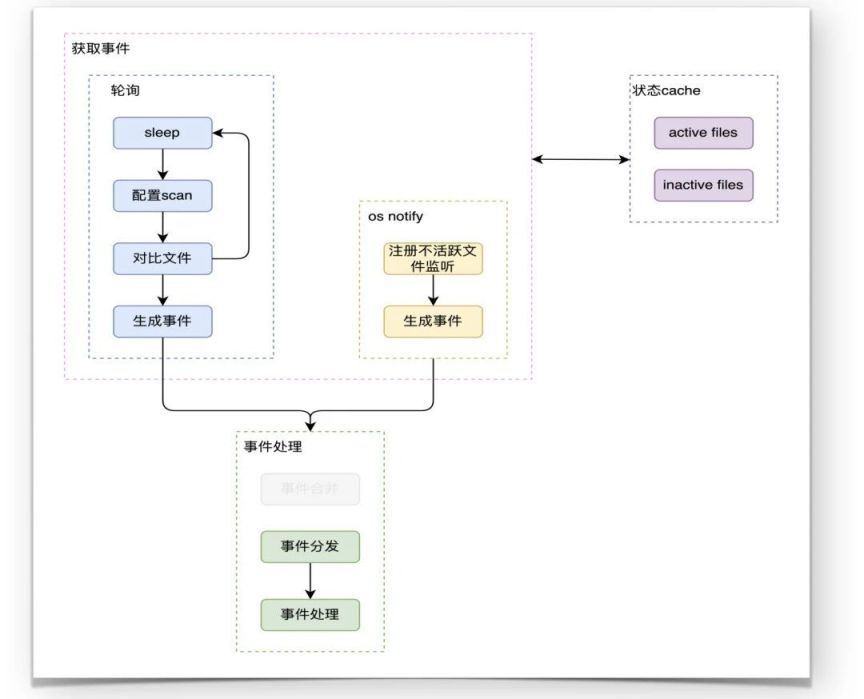 获取事件
轮询
sleep
配置scan
对比文件
生成事件
os notify
注册不活跃文
件监听
生成事件
状态cache
active files
inactive files
事件处理
事件合并
事件分发
事件处理